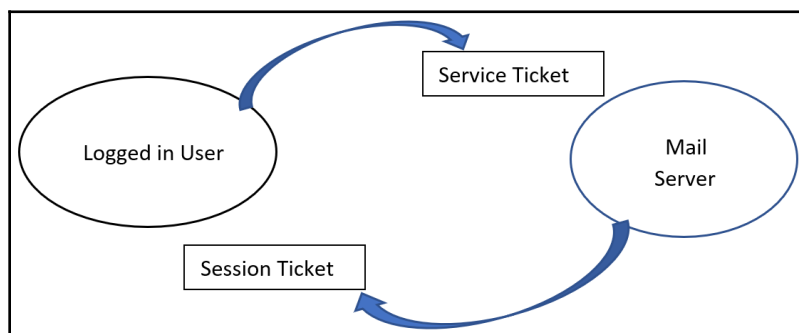 Service Ticket
Logged in User
Mail
Server
Session Ticket